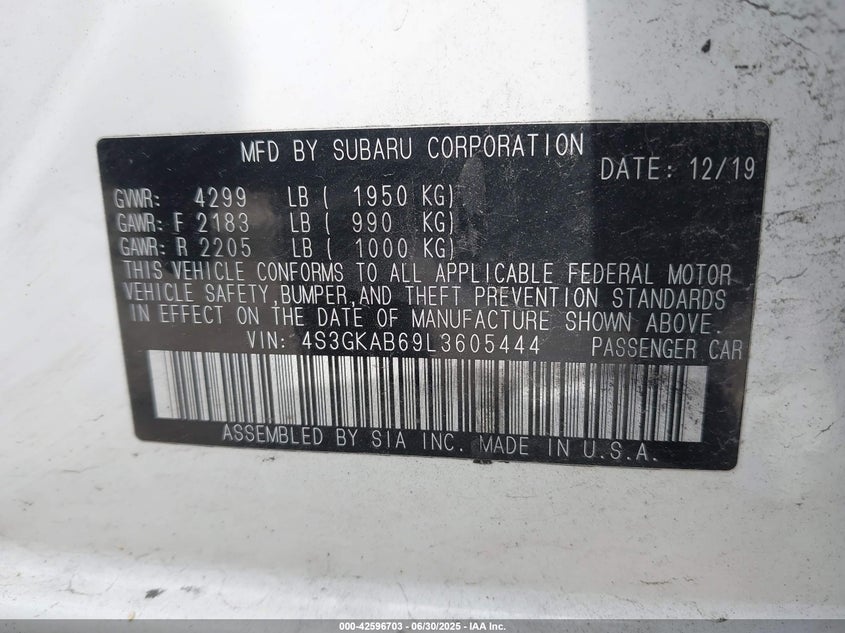 MFD BY SUBARU CORPORATION
DATE: 12/19
GVWR: 4299 LB ( 1950 KG)
GAWR: F 2183 LB ( 990 KG)
GAWR: R 2205 LB ( 1000 KG)
THIS VEHICLE CONFORMS TO ALL APPLICABLE FEDERAL MOTOR
VEHICLE SAFETY,BUMPER,AND THEFT PREVENTION STANDARDS
IN EFFECT ON THE DATE OF MANUFACTURE SHOWN ABOVE.
VIN: 4S3GKAB69L3605444 PASSENGER CAR
ASSEMBLED BY SIA INC. MADE IN U.S.A.
000-42596703 - 06/30/2025 - IAA Inc.